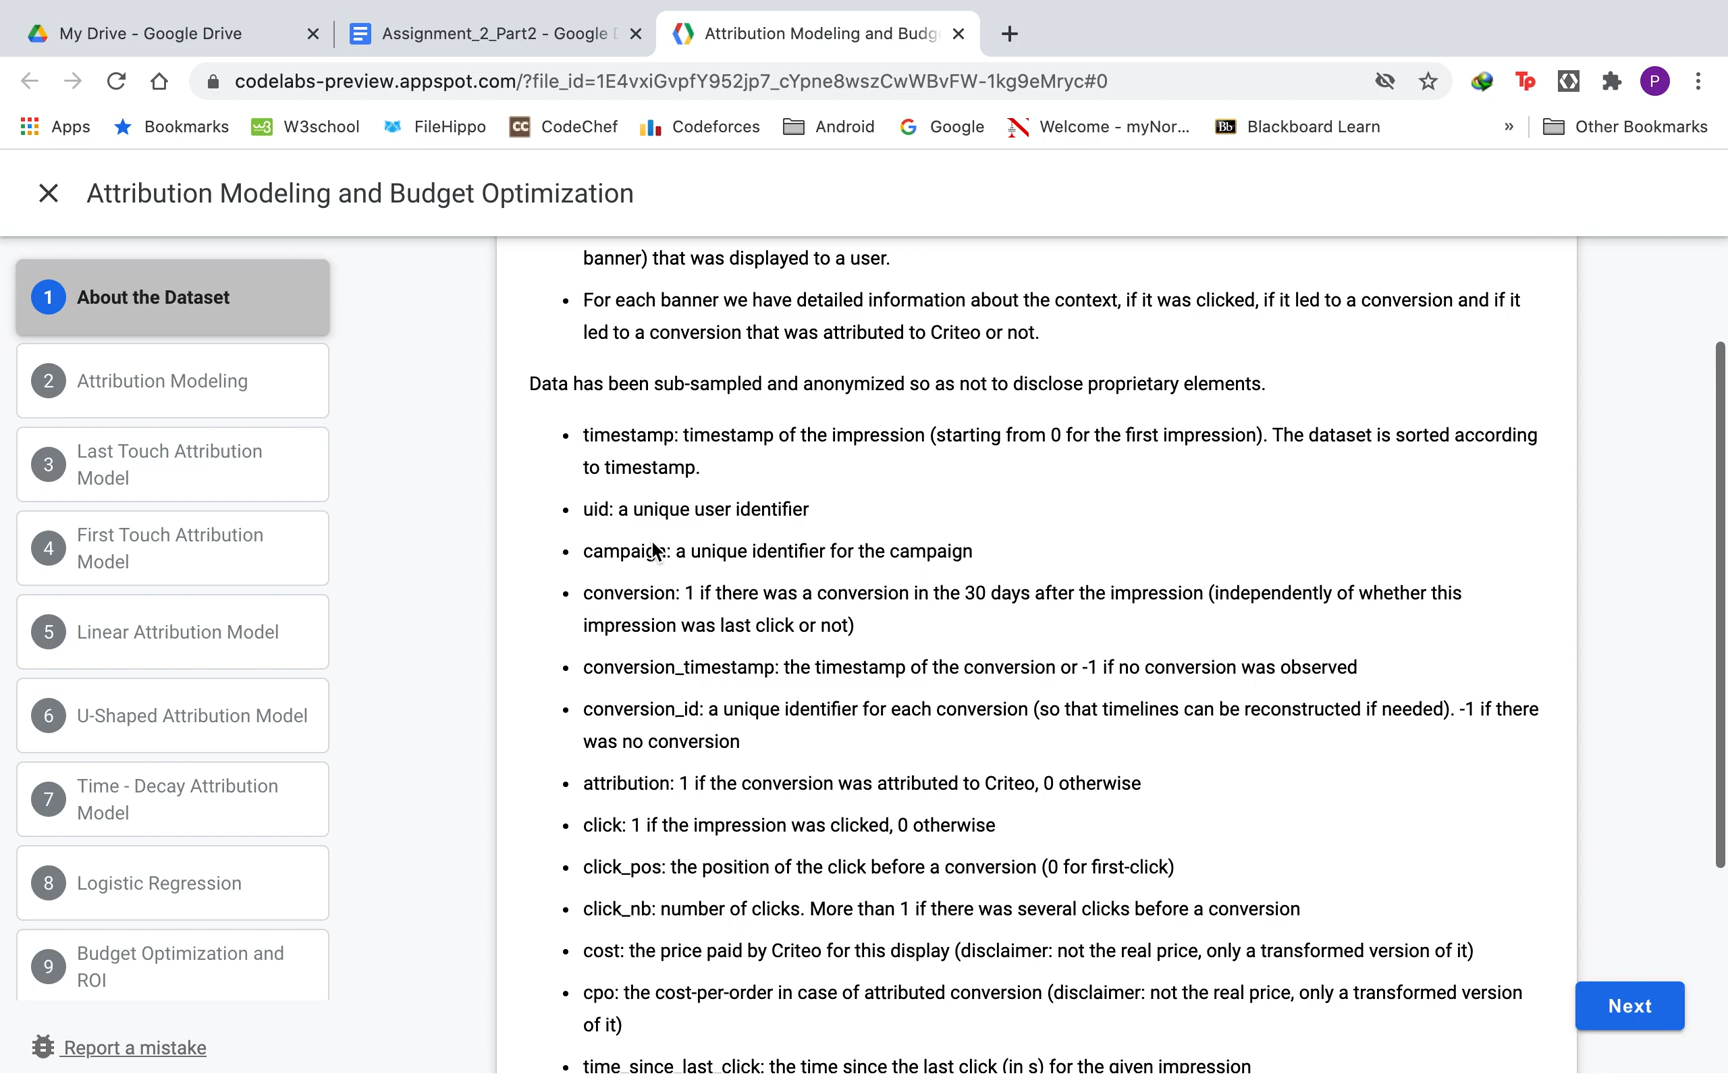 My Drive - Google Drive
Assignment_2_Part2 - Google D
Attribution Modeling and Budg
codelabs-preview.appspot.com/?file_id=1E4vxiGvpfY952jp7_cYpne8wszCwWBvFW-1kg9eMryc#0
Tp
P
Apps
Bookmarks
W3school
FileHippo
CC CodeChef
Codeforces
Android
Google
Welcome - myNor...
Bb Blackboard Learn
»
Other Bookmarks
Attribution Modeling and Budget Optimization
1 About the Dataset
2 Attribution Modeling
3 Last Touch Attribution
Model
4 First Touch Attribution
Model
5 Linear Attribution Model
6 U-Shaped Attribution Model
7 Time - Decay Attribution
Model
8 Logistic Regression
9 Budget Optimization and
ROI
Report a mistake
banner) that was displayed to a user.
• For each banner we have detailed information about the context, if it was clicked, if it led to a conversion and if it
led to a conversion that was attributed to Criteo or not.
Data has been sub-sampled and anonymized so as not to disclose proprietary elements.
• timestamp: timestamp of the impression (starting from 0 for the first impression). The dataset is sorted according
to timestamp.
• uid: a unique user identifier
• campaign: a unique identifier for the campaign
• conversion: 1 if there was a conversion in the 30 days after the impression (independently of whether this
impression was last click or not)
• conversion_timestamp: the timestamp of the conversion or -1 if no conversion was observed
• conversion_id: a unique identifier for each conversion (so that timelines can be reconstructed if needed). -1 if there
was no conversion
• attribution: 1 if the conversion was attributed to Criteo, 0 otherwise
• click: 1 if the impression was clicked, 0 otherwise
• click_pos: the position of the click before a conversion (0 for first-click)
• click_nb: number of clicks. More than 1 if there was several clicks before a conversion
• cost: the price paid by Criteo for this display (disclaimer: not the real price, only a transformed version of it)
• cpo: the cost-per-order in case of attributed conversion (disclaimer: not the real price, only a transformed version
of it)
• time_since_last_click: the time since the last click (in s) for the given impression
Next